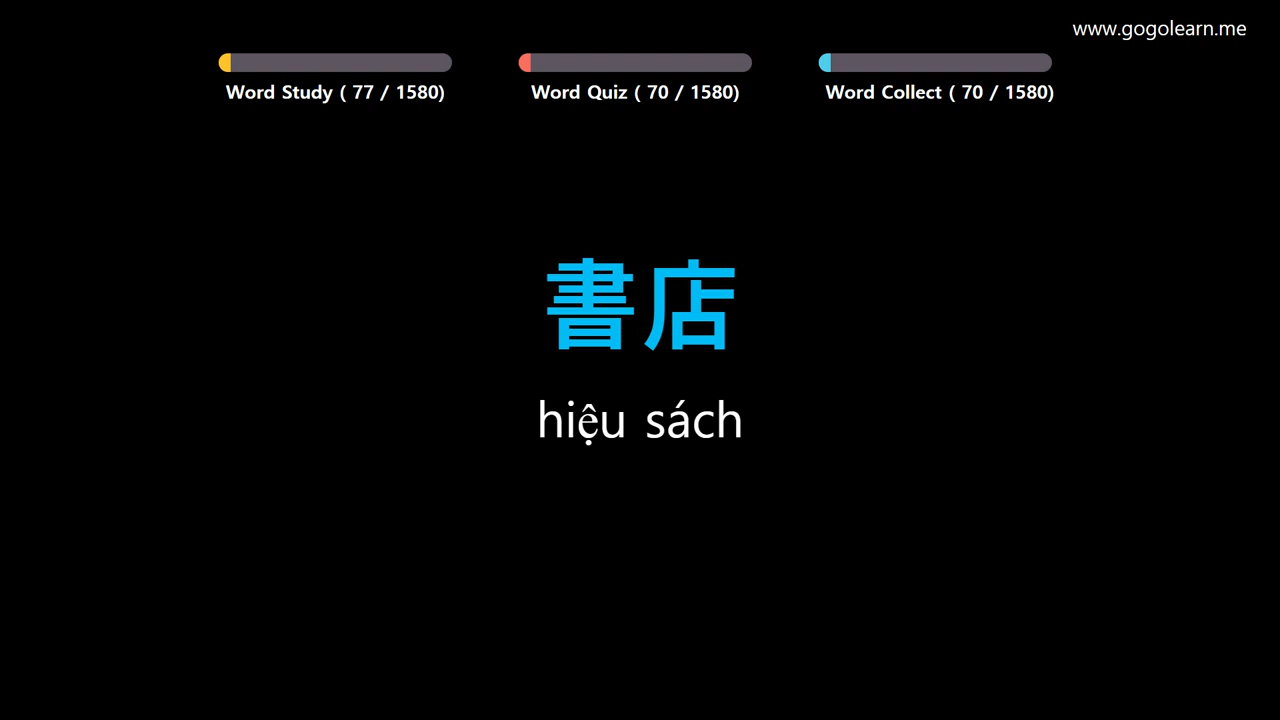 www.gogolearn.me
Word Study ( 77 / 1580)
Word Quiz ( 70 / 1580)
Word Collect ( 70 / 1580)
書店
hiệu sách